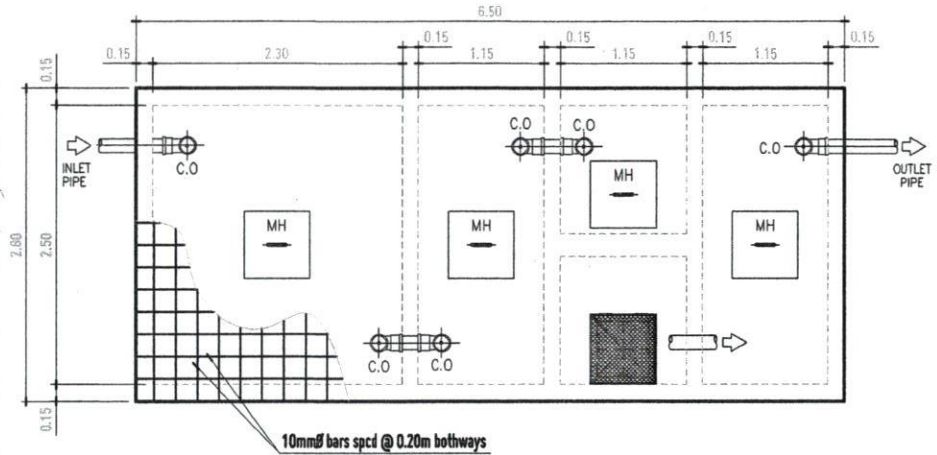 6.50
0.15
2.30
0.15
1.15
0.15
1.15
0.15
1.15
0.15
0.15
2.80
2.50
0.15
INLET
PIPE
C.O
C.O
C.O
C.O
OUTLET
PIPE
MH
MH
MH
MH
C.O
C.O
10mmØ bars spcd @ 0.20m bothways